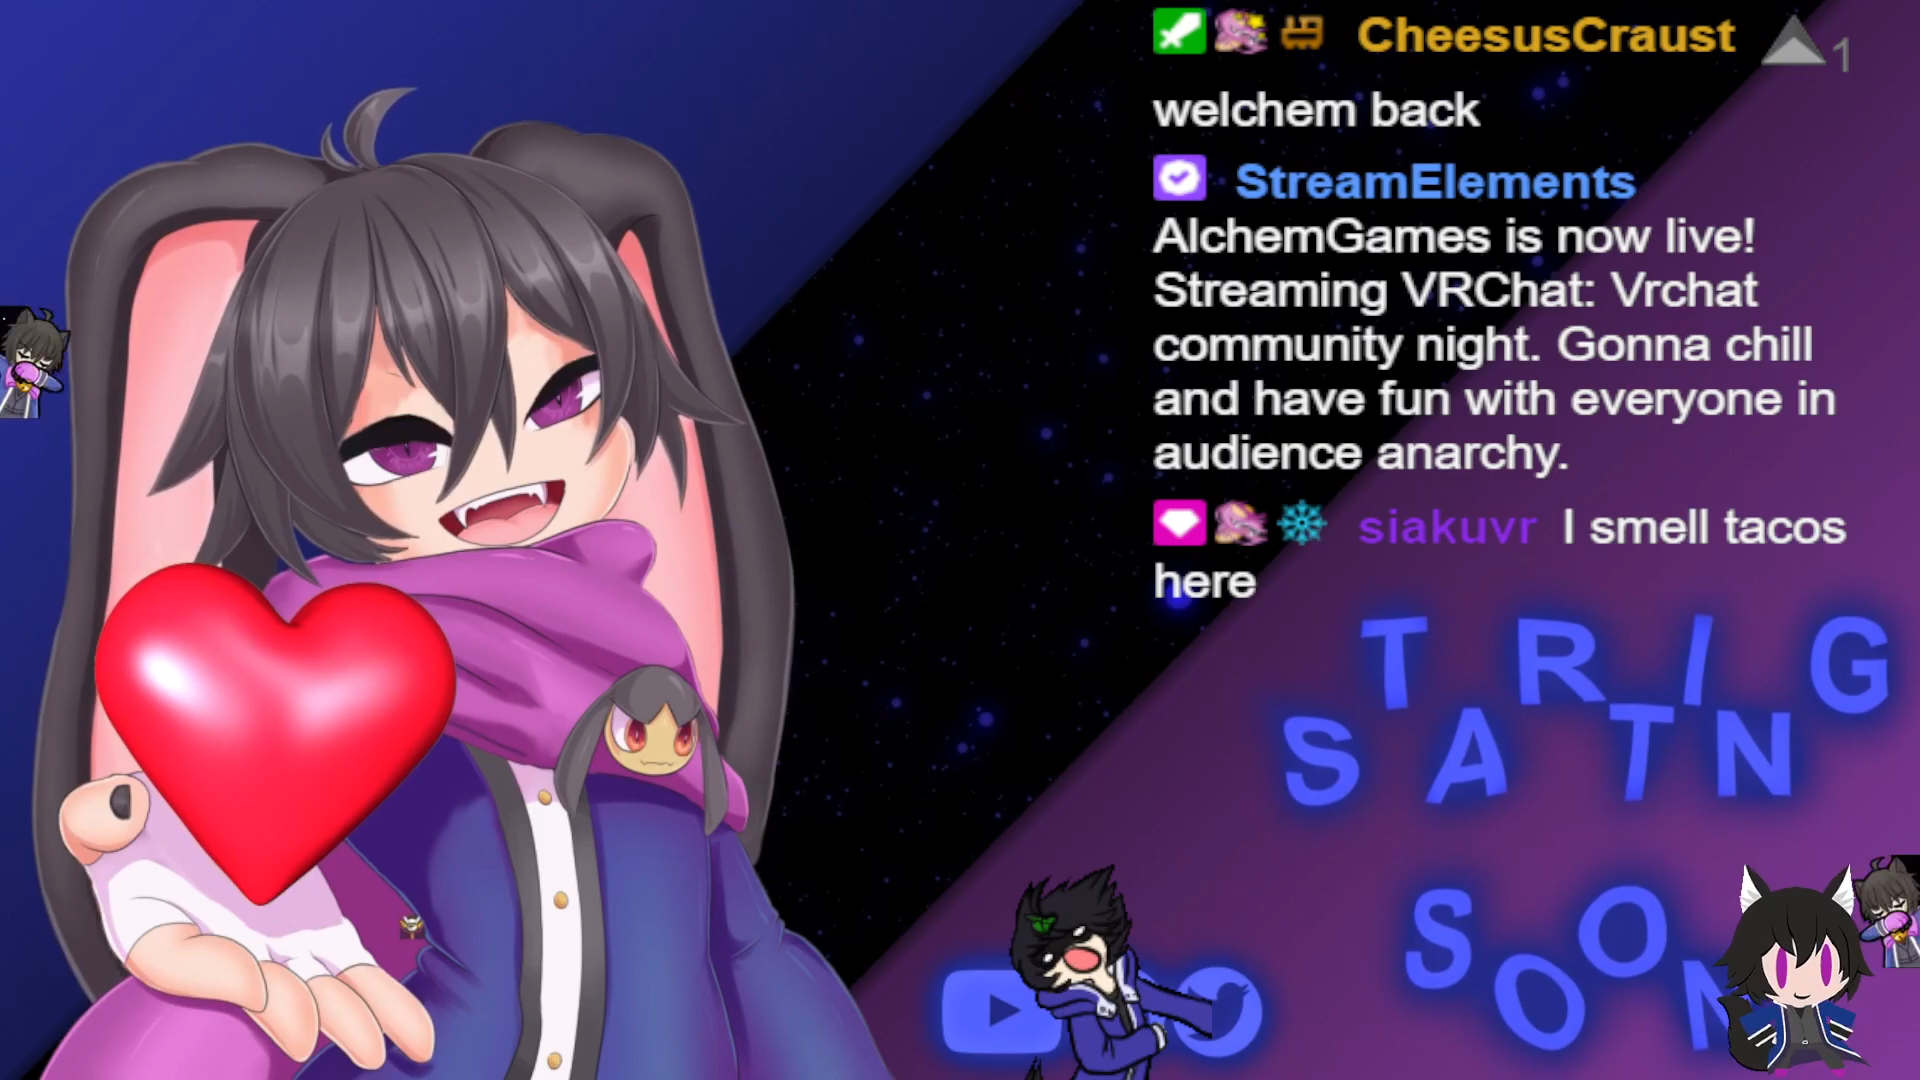 CheesusCraust 1
welchem back
StreamElements
AlchemGames is now live!
Streaming VRChat: Vrchat
community night. Gonna chill
and have fun with everyone in
audience anarchy.
siakuvr I smell tacos
here
STARTING
SOON